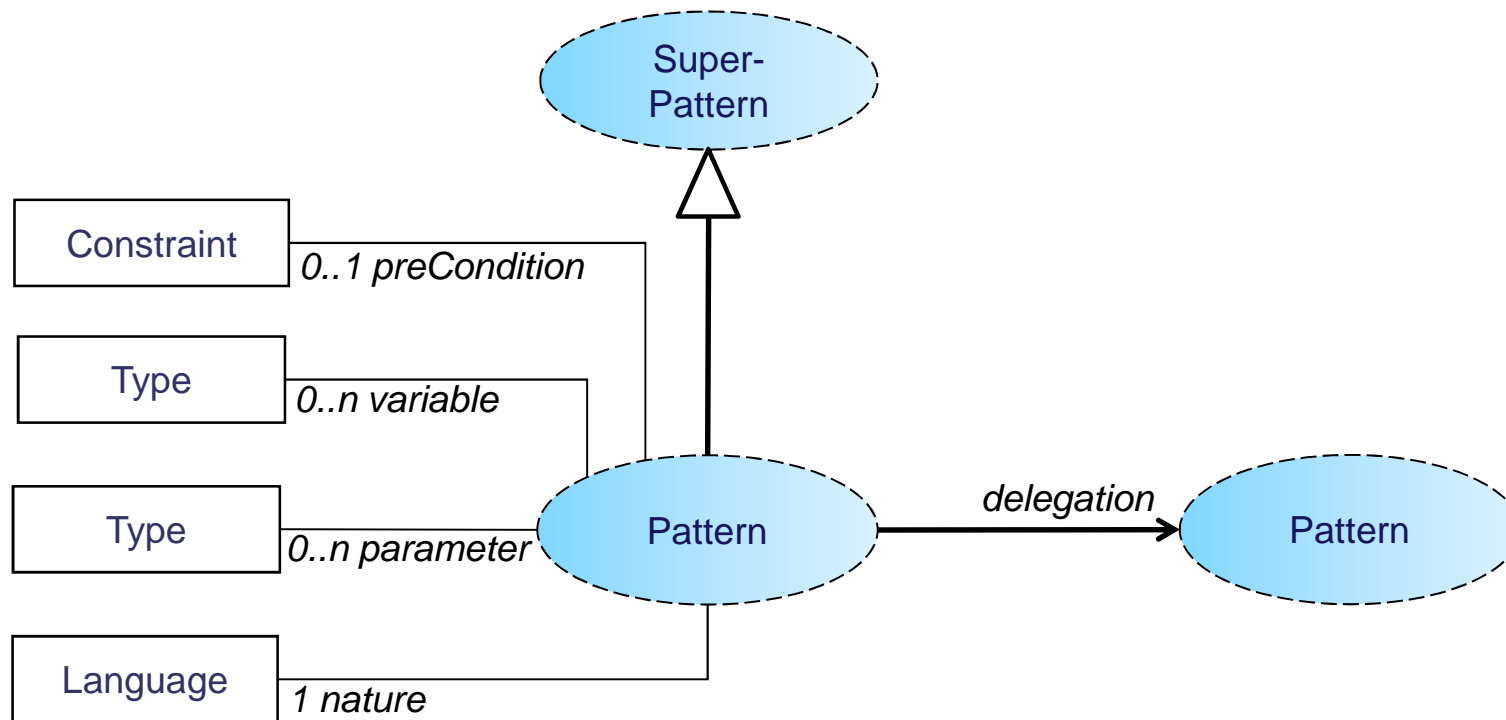 Super-
Pattern
Constraint
0..1 preCondition
Type
0..n variable
Type
0..n parameter
Pattern
delegation
Pattern
Language
1 nature